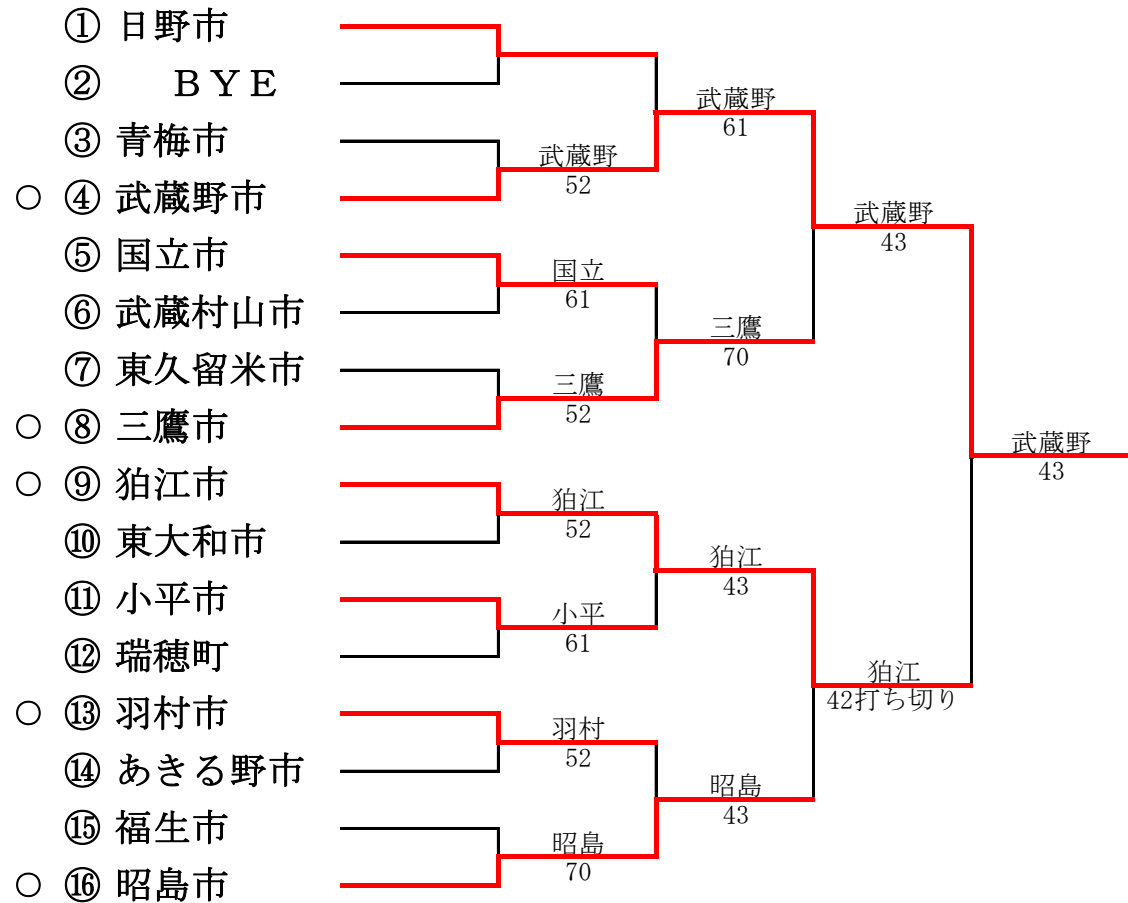 ① 日野市
② ＢＹＥ
武蔵野
61
③ 青梅市
武蔵野
52
○ ④ 武蔵野市
武蔵野
43
⑤ 国立市
国立
61
⑥ 武蔵村山市
三鷹
70
⑦ 東久留米市
三鷹
52
○ ⑧ 三鷹市
武蔵野
43
○ ⑨ 狛江市
狛江
52
⑩ 東大和市
狛江
43
⑪ 小平市
小平
61
⑫ 瑞穂町
狛江
42打ち切り
○ ⑬ 羽村市
羽村
52
⑭ あきる野市
昭島
43
⑮ 福生市
昭島
70
○ ⑯ 昭島市